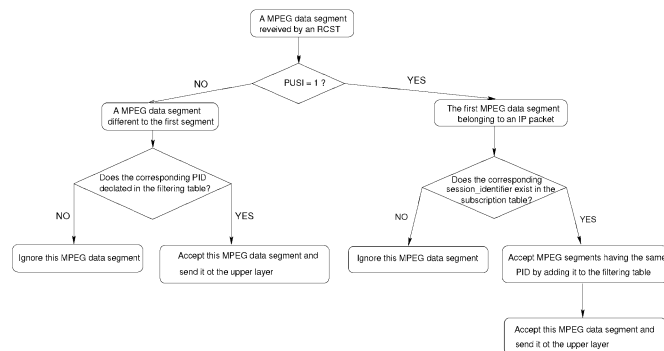 A MPEG data segment
reveived by an RCST
NO
PUSI = 1 ?
YES
A MPEG data segment
different to the first segment
The first MPEG data segment
belonging to an IP packet
Does the corresponding PID
declated in the filtering table?
Does the corresponding
session_identifier exist in the
subscription table?
NO
YES
NO
YES
Ignore this MPEG data segment
Accept this MPEG data segment and
send it ot the upper layer
Ignore this MPEG data segment
Accept MPEG segments having the same
PID by adding it to the filtering table
Accept this MPEG data segment and
send it ot the upper layer